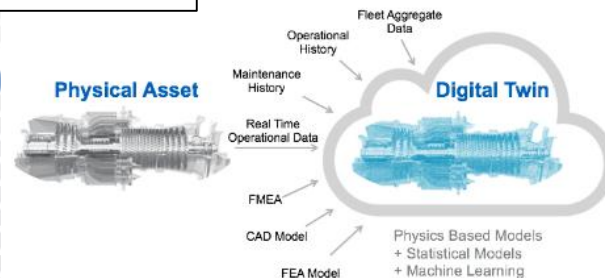 Fleet Aggregate
Data
Operational
History
Maintenance
History
Physical Asset
Digital Twin
Real Time
Operational Data
FMEA
CAD Model
FEA Model
Physics Based Models
+ Statistical Models
+ Machine Learning